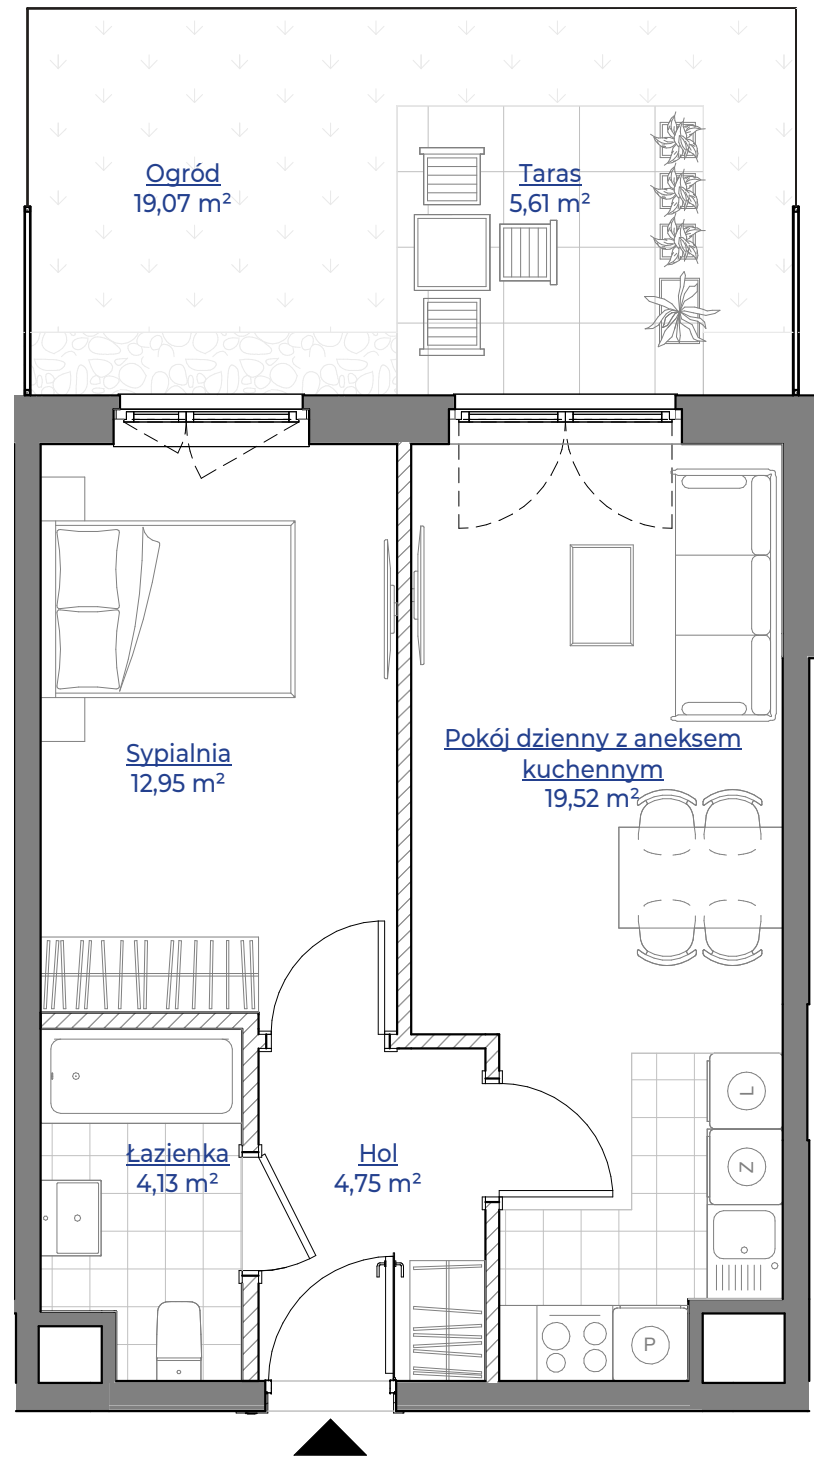 Ogród
19,07 m²
Taras
5,61 m²
Sypialnia
12,95 m²
Pokój dzienny z aneksem
kuchennym
19,52 m²
L
Z
Łazienka
4,13 m²
Hol
4,75 m²
P